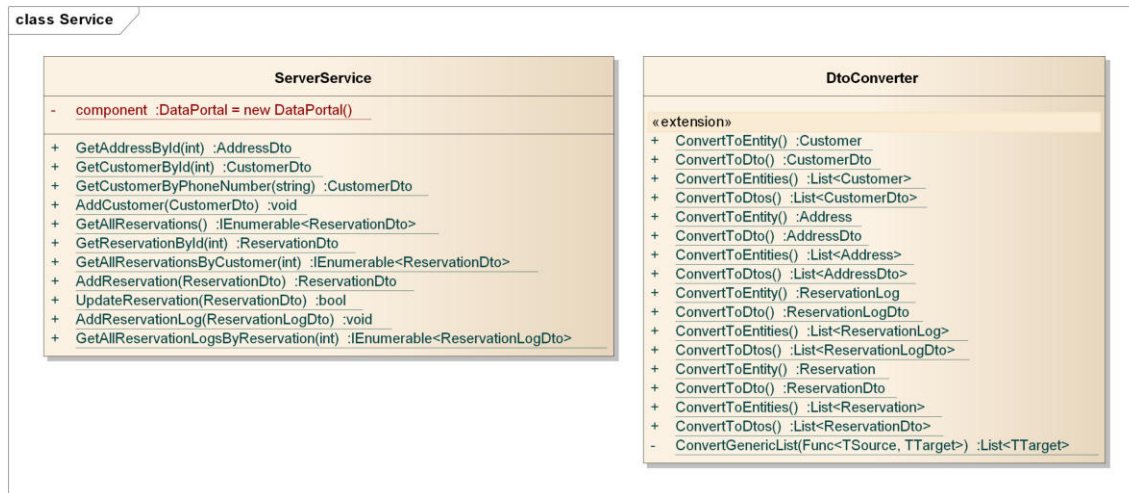 class Service
ServerService
- component :DataPortal = new DataPortal()
+ GetAddressById(int) :AddressDto
+ GetCustomerById(int) :CustomerDto
+ GetCustomerByPhoneNumber(string) :CustomerDto
+ AddCustomer(CustomerDto) :void
+ GetAllReservations() :IEnumerable<ReservationDto>
+ GetReservationById(int) :ReservationDto
+ GetAllReservationsByCustomer(int) :IEnumerable<ReservationDto>
+ AddReservation(ReservationDto) :ReservationDto
+ UpdateReservation(ReservationDto) :bool
+ AddReservationLog(ReservationLogDto) :void
+ GetAllReservationLogsByReservation(int) :IEnumerable<ReservationLogDto>
DtoConverter
«extension»
+ ConvertToEntity() :Customer
+ ConvertToDto() :CustomerDto
+ ConvertToEntities() :List<Customer>
+ ConvertToDtos() :List<CustomerDto>
+ ConvertToEntity() :Address
+ ConvertToDto() :AddressDto
+ ConvertToEntities() :List<Address>
+ ConvertToDtos() :List<AddressDto>
+ ConvertToEntity() :ReservationLog
+ ConvertToDto() :ReservationLogDto
+ ConvertToEntities() :List<ReservationLog>
+ ConvertToDtos() :List<ReservationLogDto>
+ ConvertToEntity() :Reservation
+ ConvertToDto() :ReservationDto
+ ConvertToEntities() :List<Reservation>
+ ConvertToDtos() :List<ReservationDto>
- ConvertGenericList(Func<TSource, TTarget>) :List<TTarget>